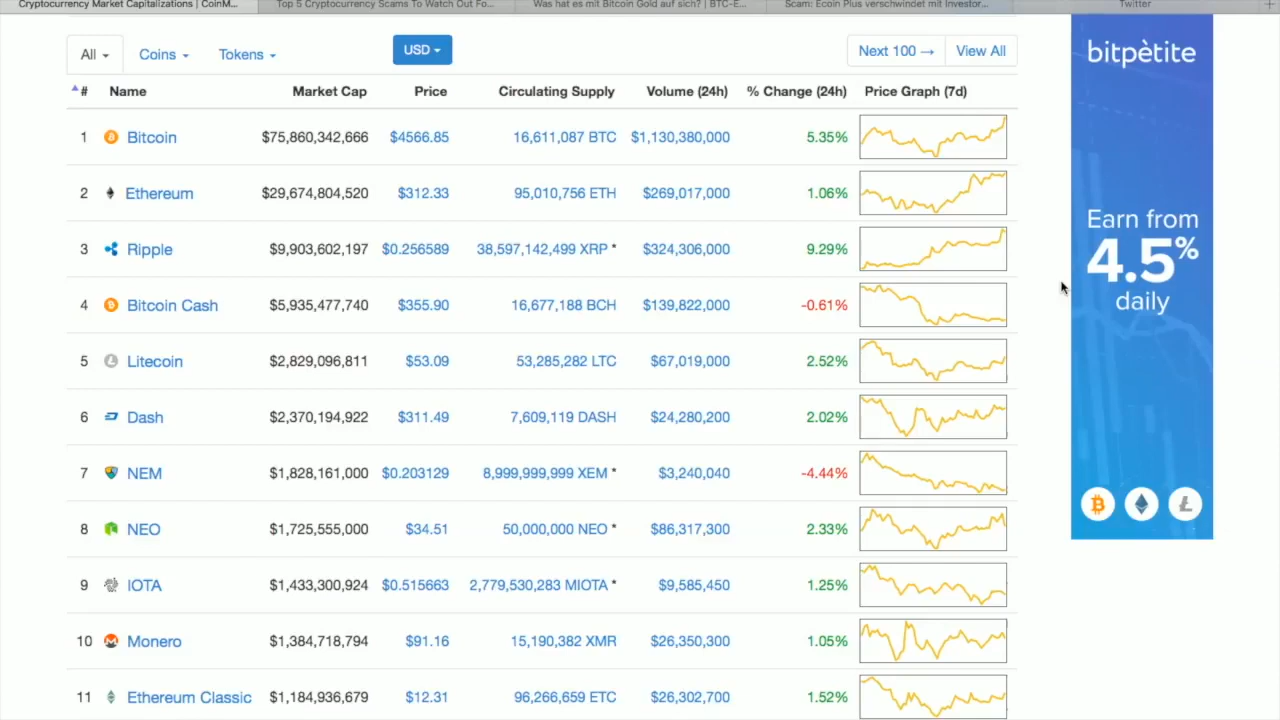 Cryptocurrency Market Capitalizations | CoinM...
Top 5 Cryptocurrency Scams To Watch Out Fo...
Was hat es mit Bitcoin Gold auf sich? | BTC-E...
Scam: Ecoin Plus verschwindet mit Investor...
Twitter
+
All Coins Tokens USD Next 100 → View All
# Name Market Cap Price Circulating Supply Volume (24h) % Change (24h) Price Graph (7d)
1 Bitcoin $75,860,342,666 $4566.85 16,611,087 BTC $1,130,380,000 5.35%
2 Ethereum $29,674,804,520 $312.33 95,010,756 ETH $269,017,000 1.06%
3 Ripple $9,903,602,197 $0.256589 38,597,142,499 XRP * $324,306,000 9.29%
4 Bitcoin Cash $5,935,477,740 $355.90 16,677,188 BCH $139,822,000 -0.61%
5 Litecoin $2,829,096,811 $53.09 53,285,282 LTC $67,019,000 2.52%
6 Dash $2,370,194,922 $311.49 7,609,119 DASH $24,280,200 2.02%
7 NEM $1,828,161,000 $0.203129 8,999,999,999 XEM * $3,240,040 -4.44%
8 NEO $1,725,555,000 $34.51 50,000,000 NEO * $86,317,300 2.33%
9 IOTA $1,433,300,924 $0.515663 2,779,530,283 MIOTA * $9,585,450 1.25%
10 Monero $1,384,718,794 $91.16 15,190,382 XMR $26,350,300 1.05%
11 Ethereum Classic $1,184,936,679 $12.31 96,266,659 ETC $26,302,700 1.52%
bitpètite
Earn from
4.5%
daily